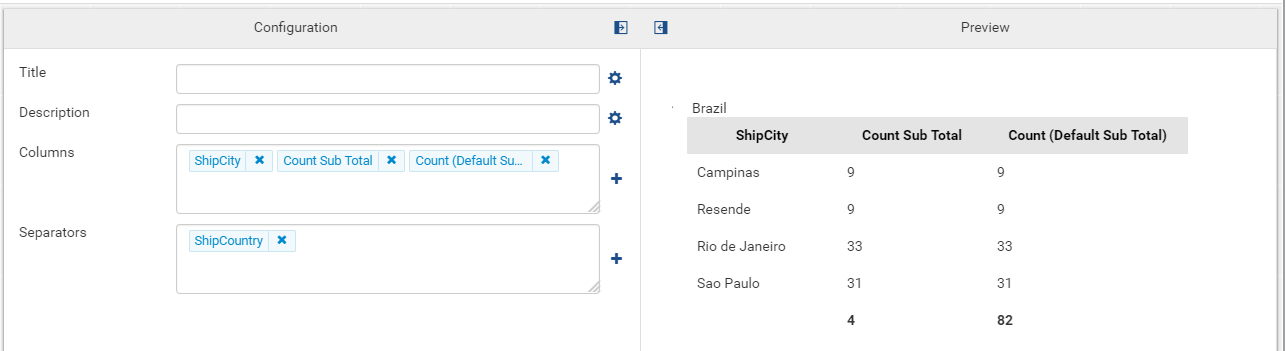 Configuration
Preview
Title
Description
Columns
ShipCity Count Sub Total Count (Default Su...
Separators
ShipCountry
Brazil
ShipCity Count Sub Total Count (Default Sub Total)
Campinas 9 9
Resende 9 9
Rio de Janeiro 33 33
Sao Paulo 31 31
4 82